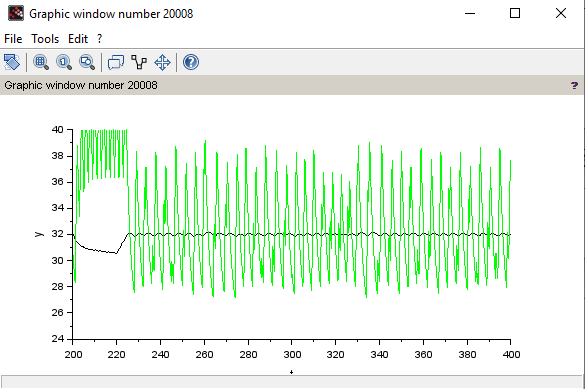 Graphic window number 20008
File Tools Edit ?
Graphic window number 20008 ?
40
38
36
34
32
30
28
26
24
y
200 220 240 260 280 300 320 340 360 380 400